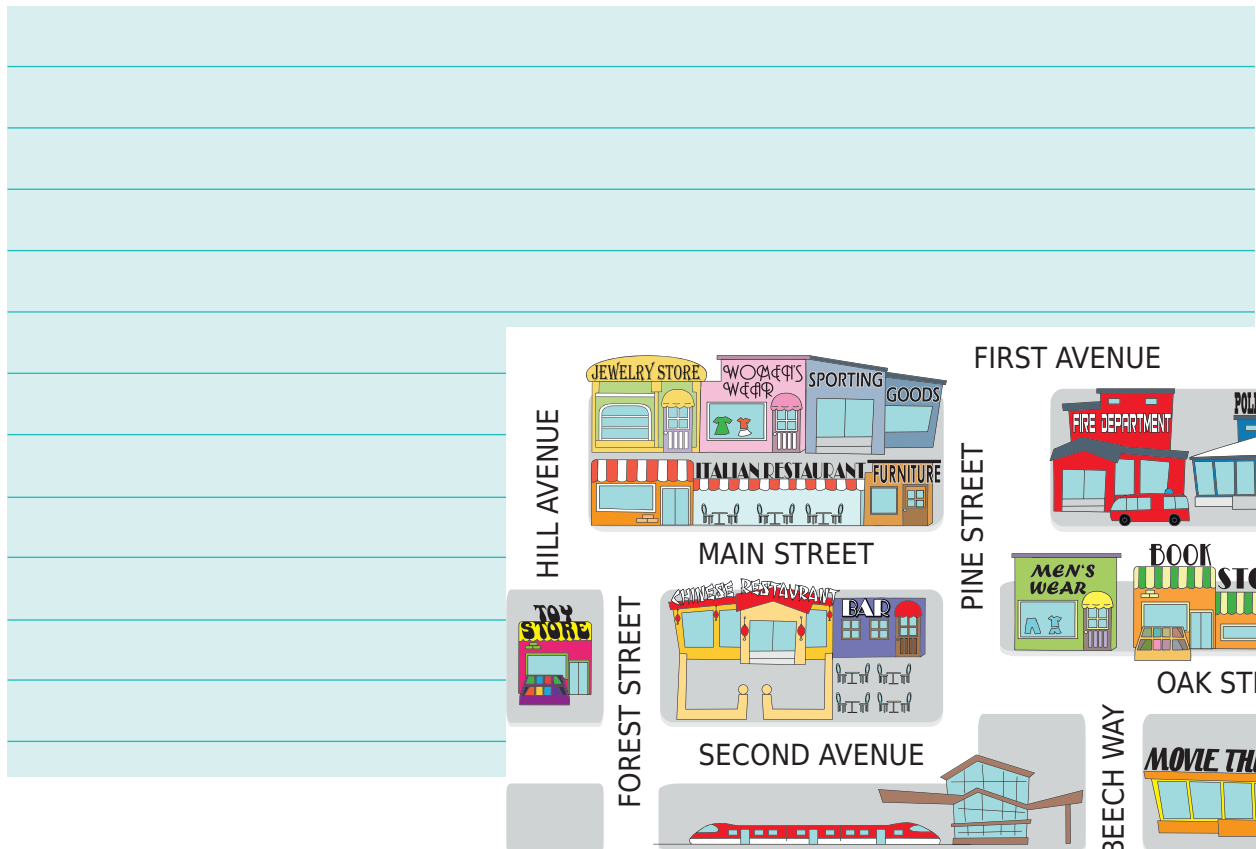 FIRST AVENUE
JEWELRY STORE
WOMEN'S
WEAR
SPORTING
GOODS
FIRE DEPARTMENT
HILL AVENUE
ITALIAN RESTAURANT
FURNITURE
PINE STREET
MAIN STREET
BOOK
MEN'S
WEAR
CHINESE RESTAURANT
BAR
TOY
STORE
FOREST STREET
OAK
SECOND AVENUE
BEECH WAY
MOVIE